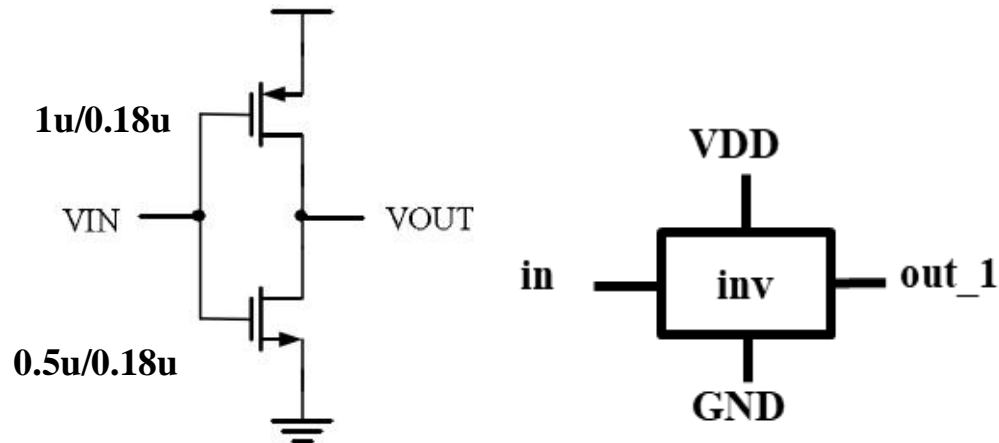 1u/0.18u
VIN
VOUT
0.5u/0.18u
VDD
in
inv
out_1
GND